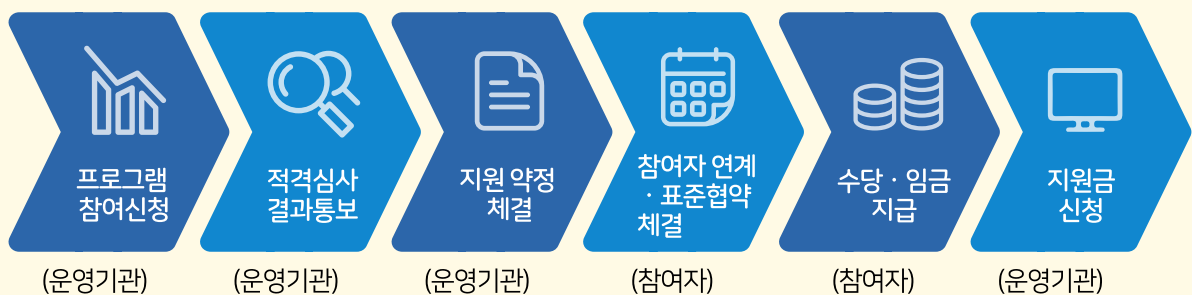 프로그램
참여신청
적격심사
결과통보
지원 약정
체결
참여자 연계
· 표준협약
체결
수당 · 임금
지급
지원금
신청
(운영기관)
(운영기관)
(운영기관)
(참여자)
(참여자)
(운영기관)